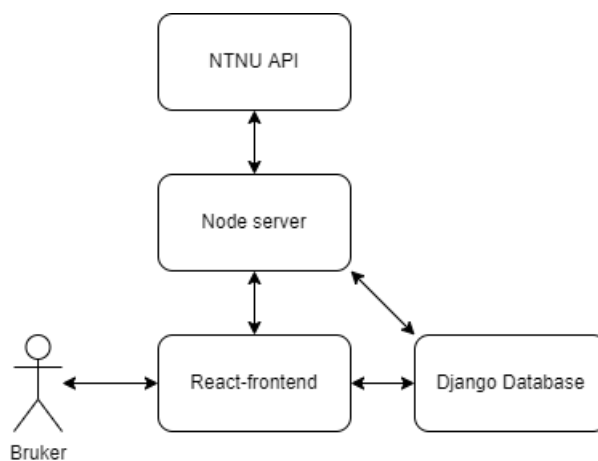 NTNU API
Node server
React-frontend
Django Database
Bruker